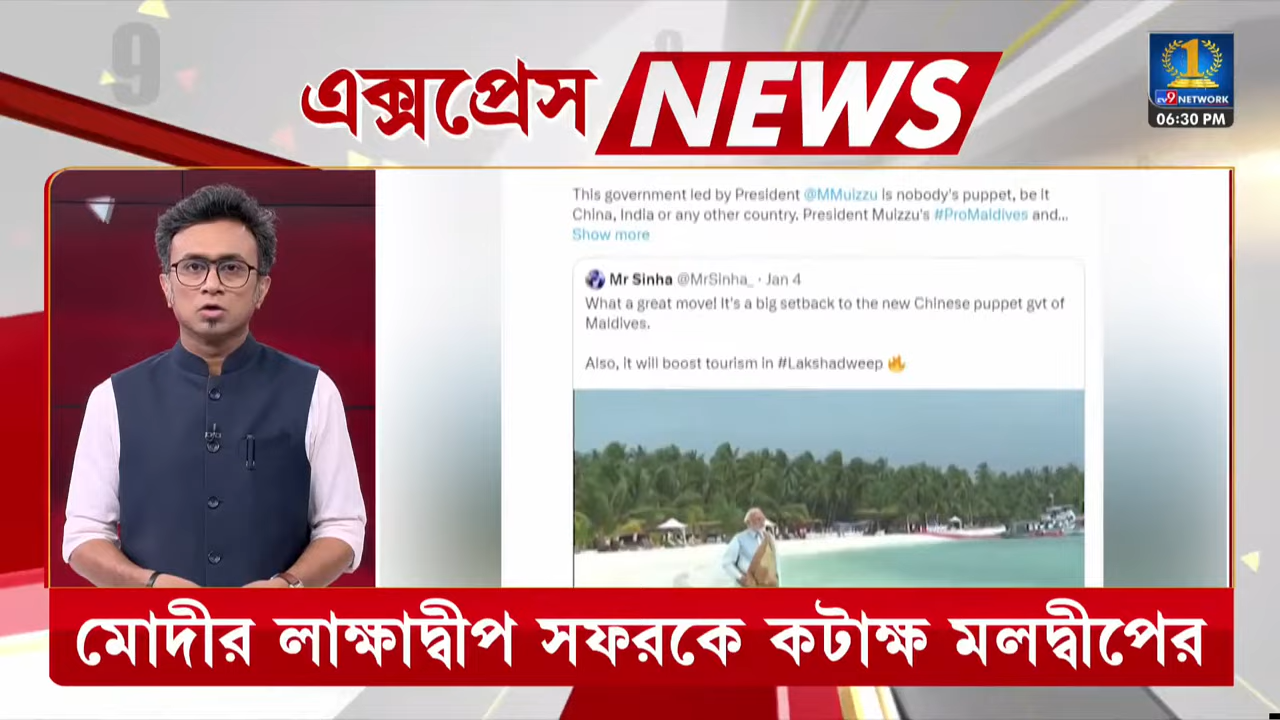 9
এক্সপ্রেস NEWS
1
TV9 NETWORK
06:30 PM
This government led by President @MMuizzu is nobody's puppet, be it
China, India or any other country. President Muizzu's #ProMaldives and...
Show more
Mr Sinha @MrSinha_ · Jan 4
What a great move! It's a big setback to the new Chinese puppet gvt of
Maldives.
Also, it will boost tourism in #Lakshadweep 🔥
মোদীর লাক্ষাদ্বীপ সফরকে কটাক্ষ মলদ্বীপের